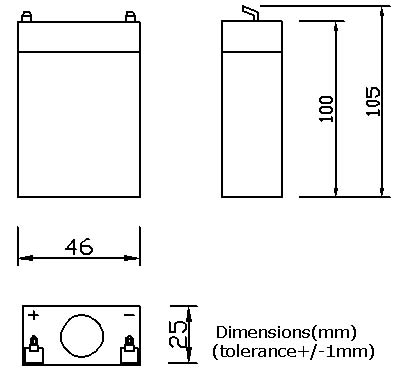 100
105
46
+ -
25
Dimensions(mm)
(tolerance+/-1mm)